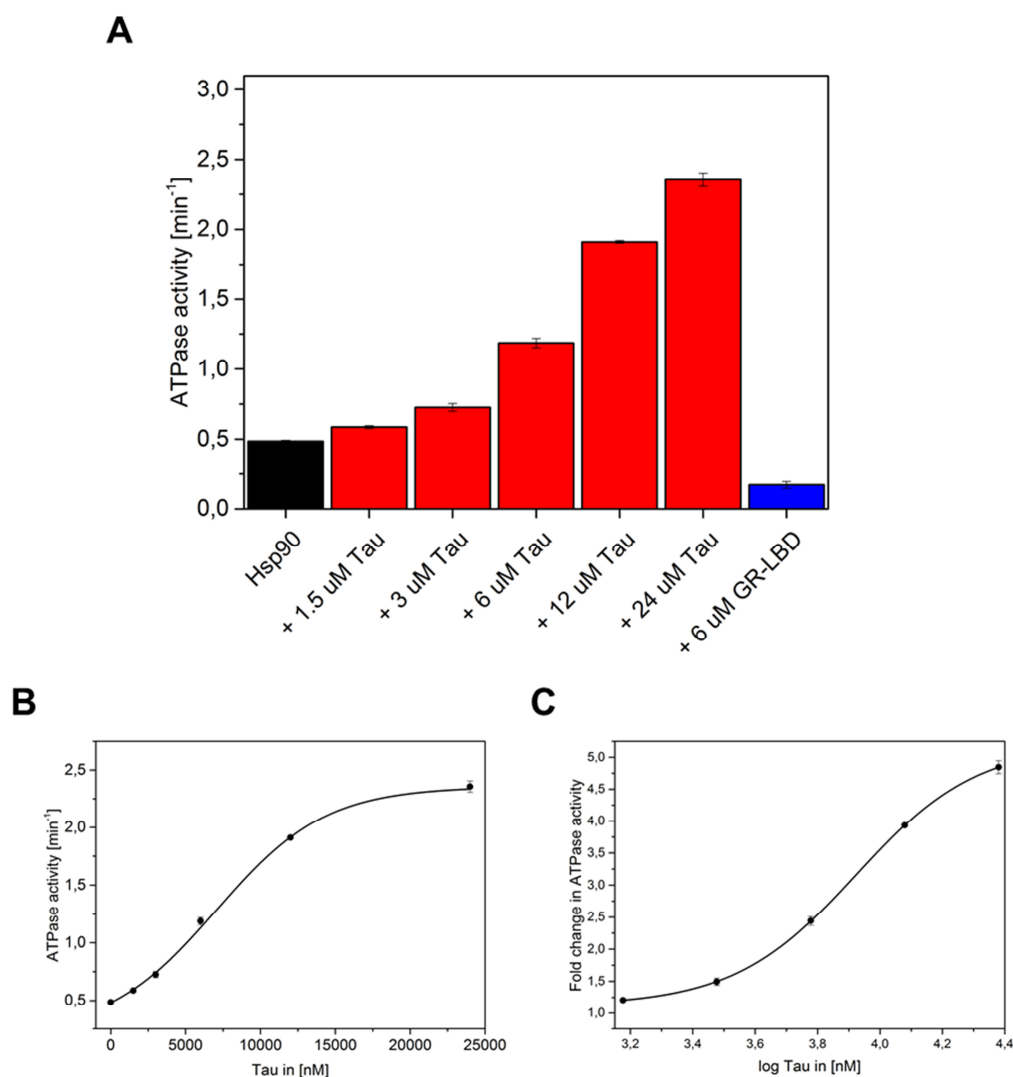 A
ATPase activity [min-1]
3,0
2,5
2,0
1,5
1,0
0,5
0,0
Hsp90
+ 1.5 uM Tau
+ 3 uM Tau
+ 6 uM Tau
+ 12 uM Tau
+ 24 uM Tau
+ 6 uM GR-LBD
B
ATPase activity [min-1]
2,5
2,0
1,5
1,0
0,5
0 5000 10000 15000 20000 25000
Tau in [nM]
C
Fold change in ATPase activity
5,0
4,5
4,0
3,5
3,0
2,5
2,0
1,5
1,0
3,2 3,4 3,6 3,8 4,0 4,2 4,4
log Tau in [nM]